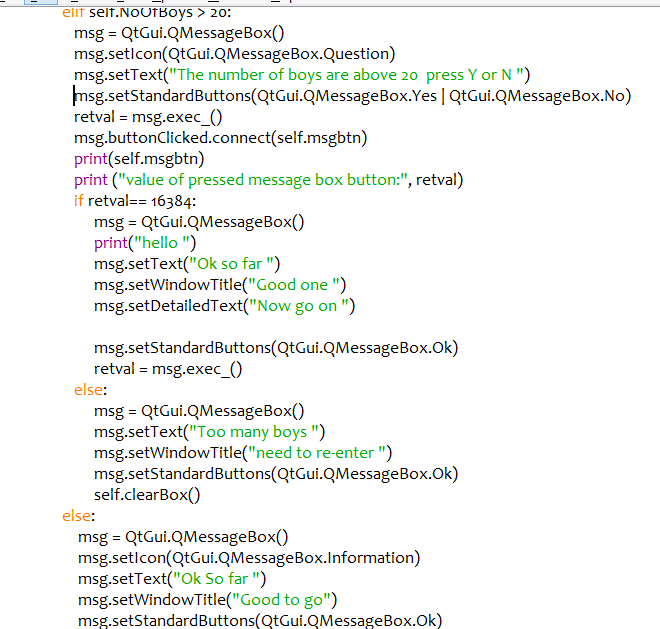 elif self.NoOfBoys > 20:
msg = QtGui.QMessageBox()
msg.setIcon(QtGui.QMessageBox.Question)
msg.setText("The number of boys are above 20  press Y or N ")
msg.setStandardButtons(QtGui.QMessageBox.Yes | QtGui.QMessageBox.No)
retval = msg.exec_()
msg.buttonClicked.connect(self.msgbtn)
print(self.msgbtn)
print ("value of pressed message box button:", retval)
if retval== 16384:
msg = QtGui.QMessageBox()
print("hello ")
msg.setText("Ok so far ")
msg.setWindowTitle("Good one ")
msg.setDetailedText("Now go on ")
msg.setStandardButtons(QtGui.QMessageBox.Ok)
retval = msg.exec_()
else:
msg = QtGui.QMessageBox()
msg.setText("Too many boys ")
msg.setWindowTitle("need to re-enter ")
msg.setStandardButtons(QtGui.QMessageBox.Ok)
self.clearBox()
else:
msg = QtGui.QMessageBox()
msg.setIcon(QtGui.QMessageBox.Information)
msg.setText("Ok So far ")
msg.setWindowTitle("Good to go")
msg.setStandardButtons(QtGui.QMessageBox.Ok)